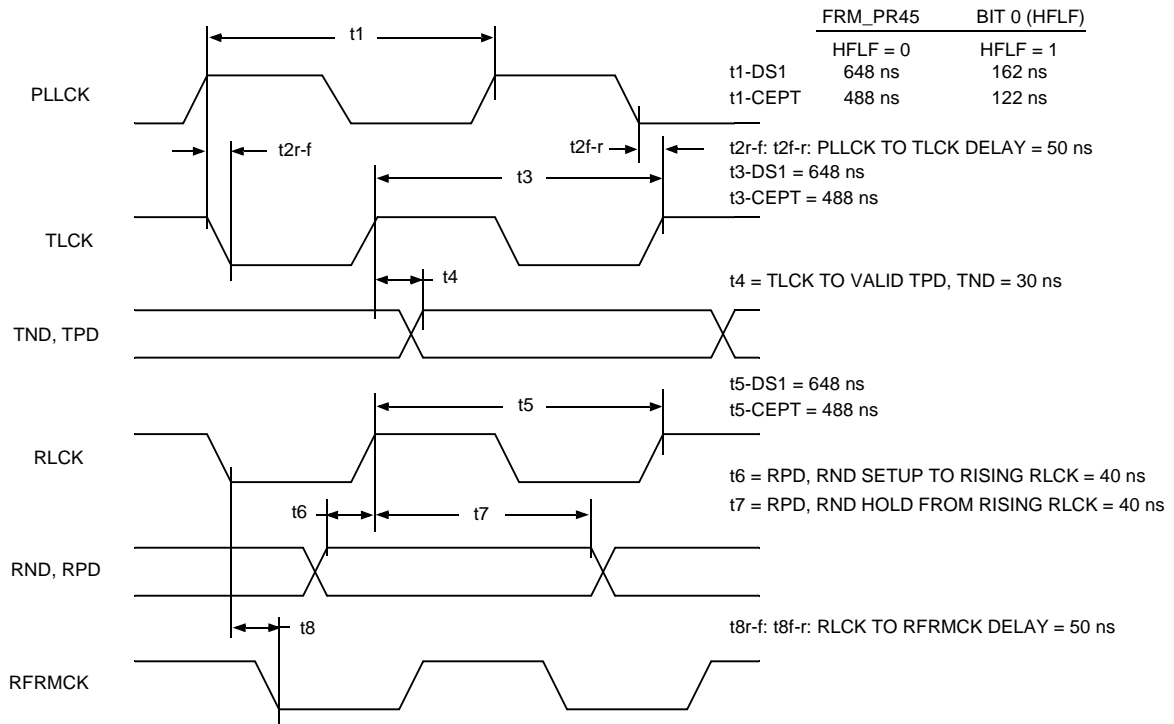 FRM_PR45 BIT 0 (HFLF)
HFLF = 0 HFLF = 1
t1-DS1 648 ns 162 ns
t1-CEPT 488 ns 122 ns
t1
PLLCK
t2r-f
t2f-r
t2r-f: t2f-r: PLLCK TO TLCK DELAY = 50 ns
t3-DS1 = 648 ns
t3-CEPT = 488 ns
t3
TLCK
t4
t4 = TLCK TO VALID TPD, TND = 30 ns
TND, TPD
t5-DS1 = 648 ns
t5-CEPT = 488 ns
t5
RLCK
t6 = RPD, RND SETUP TO RISING RLCK = 40 ns
t7 = RPD, RND HOLD FROM RISING RLCK = 40 ns
t6
t7
RND, RPD
t8
t8r-f: t8f-r: RLCK TO RFRMCK DELAY = 50 ns
RFRMCK